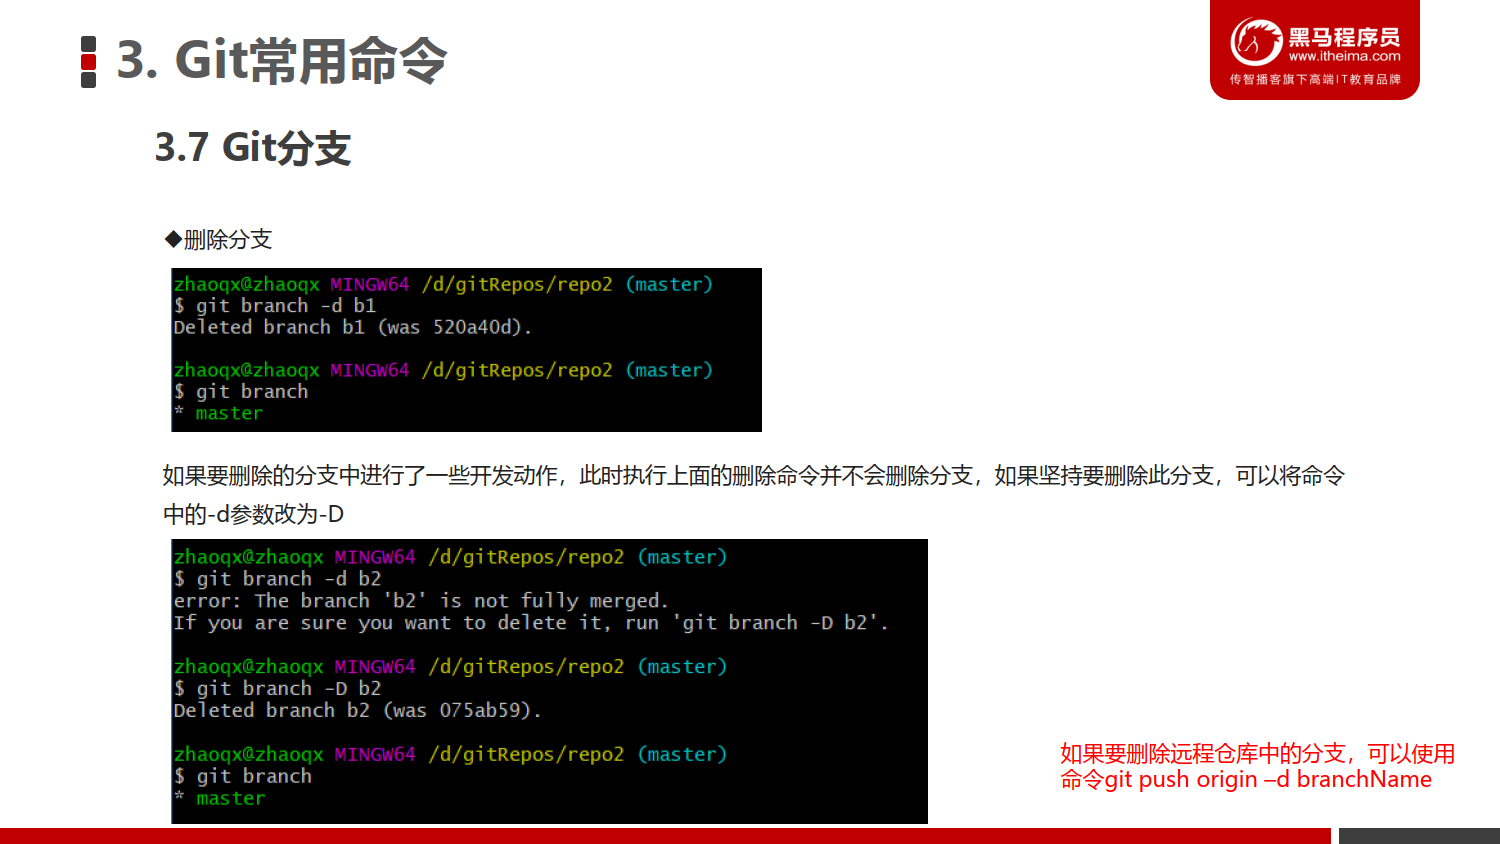 3. Git常用命令
黑马程序员
www.itheima.com
传智播客旗下高端IT教育品牌
3.7 Git分支
◆删除分支
zhaoqx@zhaoqx MINGW64 /d/gitRepos/repo2 (master)
$ git branch -d b1
Deleted branch b1 (was 520a40d).
zhaoqx@zhaoqx MINGW64 /d/gitRepos/repo2 (master)
$ git branch
* master
如果要删除的分支中进行了一些开发动作，此时执行上面的删除命令并不会删除分支，如果坚持要删除此分支，可以将命令
中的-d参数改为-D
zhaoqx@zhaoqx MINGW64 /d/gitRepos/repo2 (master)
$ git branch -d b2
error: The branch 'b2' is not fully merged.
If you are sure you want to delete it, run 'git branch -D b2'.
zhaoqx@zhaoqx MINGW64 /d/gitRepos/repo2 (master)
$ git branch -D b2
Deleted branch b2 (was 075ab59).
zhaoqx@zhaoqx MINGW64 /d/gitRepos/repo2 (master)
$ git branch
* master
如果要删除远程仓库中的分支，可以使用
命令git push origin –d branchName